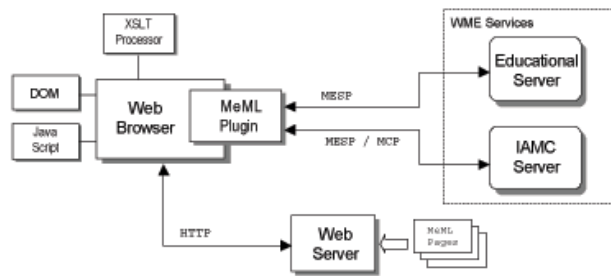 XSLT
Processor
WME Services
Educational
Server
DOM
Web
Browser
MeML
Plugin
MESP
Java
Script
MESP / MCP
IAMC
Server
HTTP
Web
Server
MeML
Pages